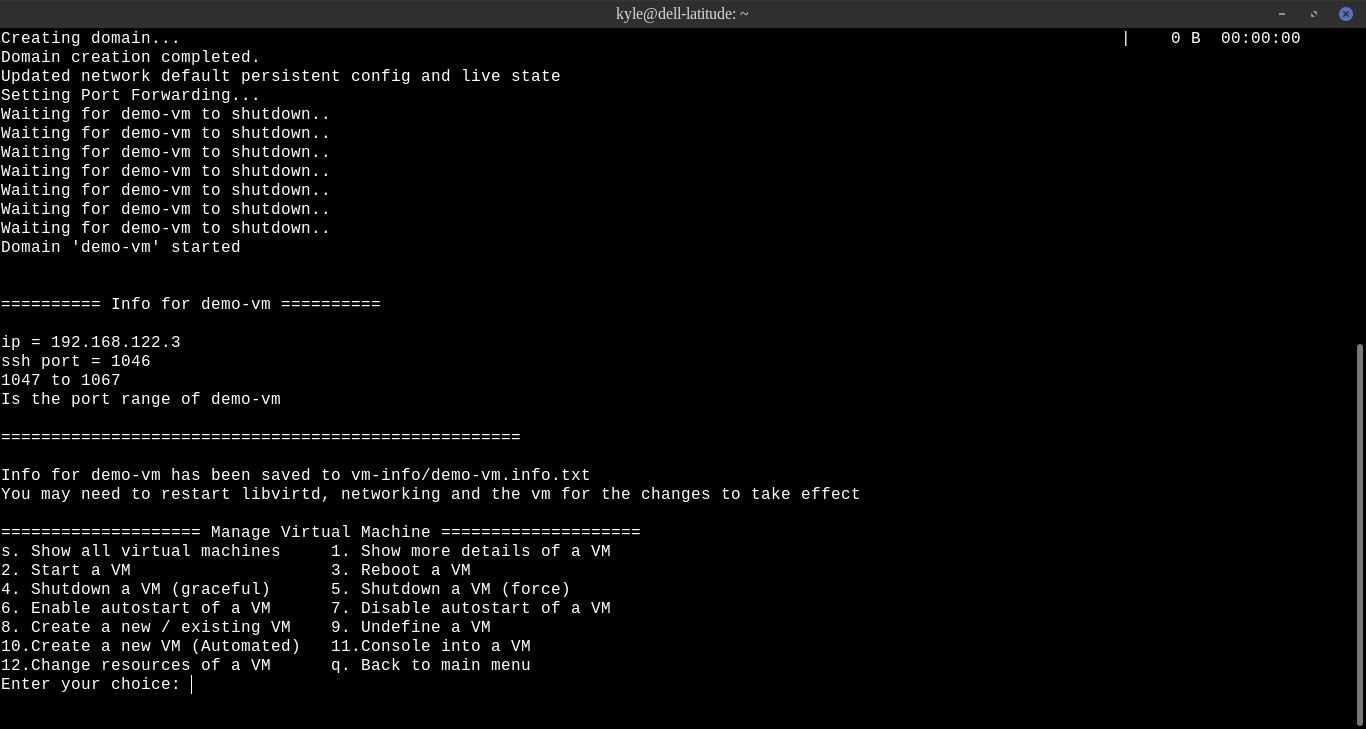 kyle@dell-latitude: ~
Creating domain... | 0 B 00:00:00
Domain creation completed.
Updated network default persistent config and live state
Setting Port Forwarding...
Waiting for demo-vm to shutdown..
Waiting for demo-vm to shutdown..
Waiting for demo-vm to shutdown..
Waiting for demo-vm to shutdown..
Waiting for demo-vm to shutdown..
Waiting for demo-vm to shutdown..
Waiting for demo-vm to shutdown..
Domain 'demo-vm' started
========== Info for demo-vm ==========
ip = 192.168.122.3
ssh port = 1046
1047 to 1067
Is the port range of demo-vm
====================================================
Info for demo-vm has been saved to vm-info/demo-vm.info.txt
You may need to restart libvirtd, networking and the vm for the changes to take effect
==================== Manage Virtual Machine ====================
s. Show all virtual machines     1. Show more details of a VM
2. Start a VM                    3. Reboot a VM
4. Shutdown a VM (graceful)      5. Shutdown a VM (force)
6. Enable autostart of a VM      7. Disable autostart of a VM
8. Create a new / existing VM    9. Undefine a VM
10.Create a new VM (Automated)   11.Console into a VM
12.Change resources of a VM      q. Back to main menu
Enter your choice: